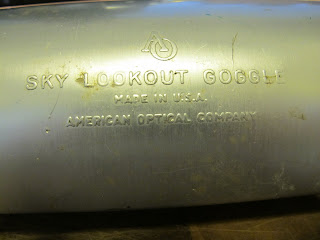 SKY LOOKOUT GOGGLE
MADE IN U.S.A.
AMERICAN OPTICAL COMPANY